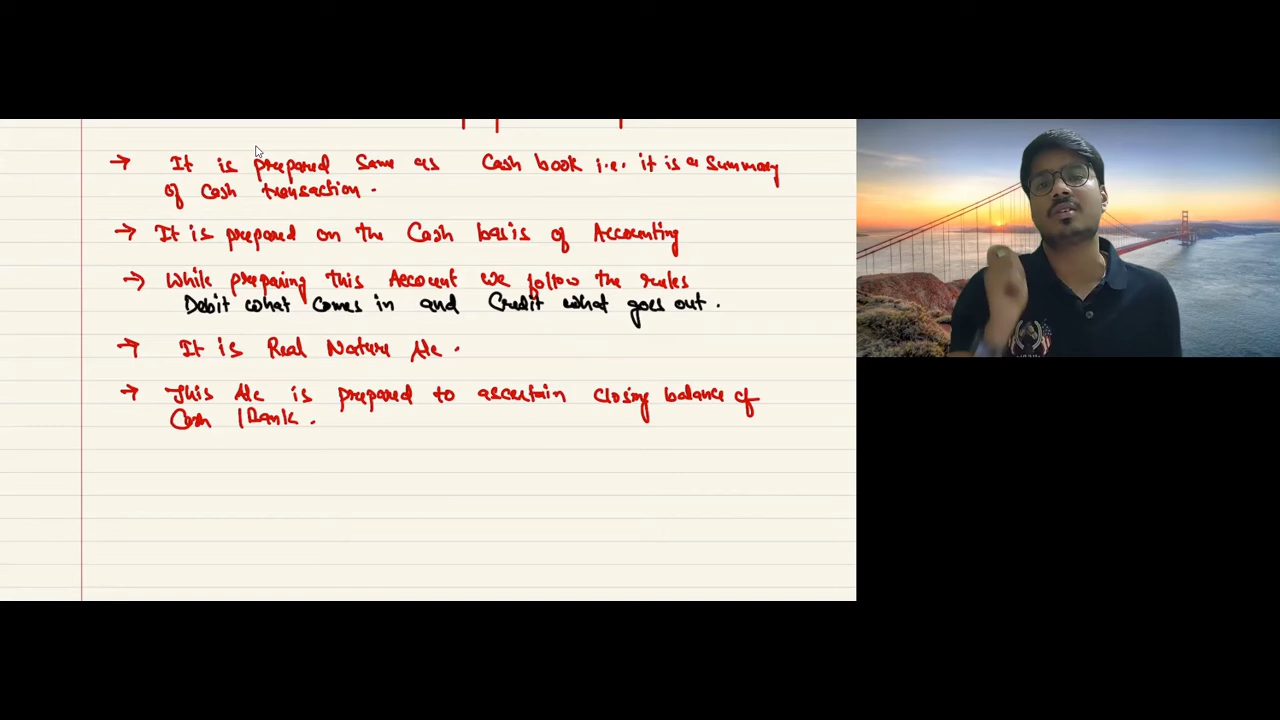 → It is prepared Same as Cash book i.e. it is a Summary
of Cash transaction.
→ It is prepared on the Cash basis of Accounting
→ While preparing this Account we follow the rules
Debit what Comes in and Credit what goes out.
→ It is Real Nature A/c.
→ This A/c is prepared to ascertain closing balance of
Cash /Bank.